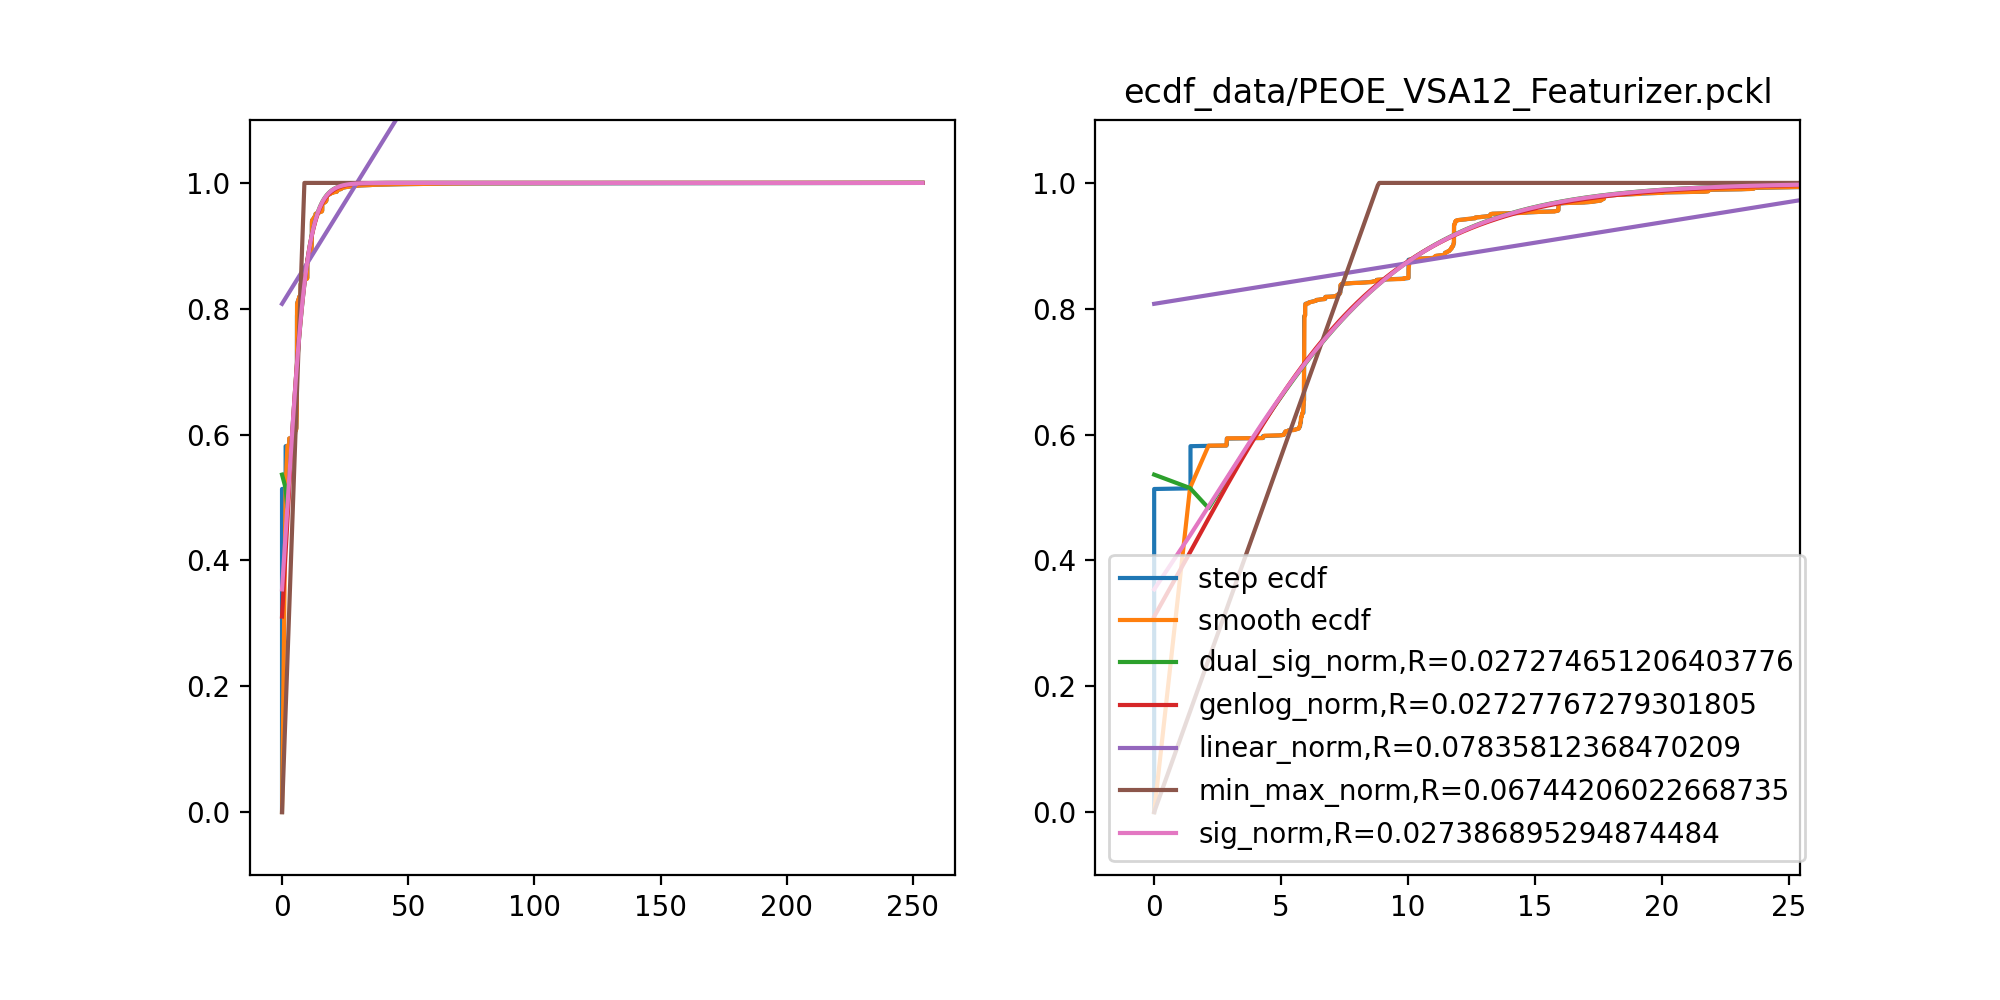 ecdf_data/PEOE_VSA12_Featurizer.pckl
1.0
0.8
0.6
0.4
0.2
0.0
0 50 100 150 200 250
1.0
0.8
0.6
0.4
0.2
0.0
step ecdf
smooth ecdf
dual_sig_norm,R=0.027274651206403776
genlog_norm,R=0.02727767279301805
linear_norm,R=0.07835812368470209
min_max_norm,R=0.06744206022668735
sig_norm,R=0.027386895294874484
0 5 10 15 20 25